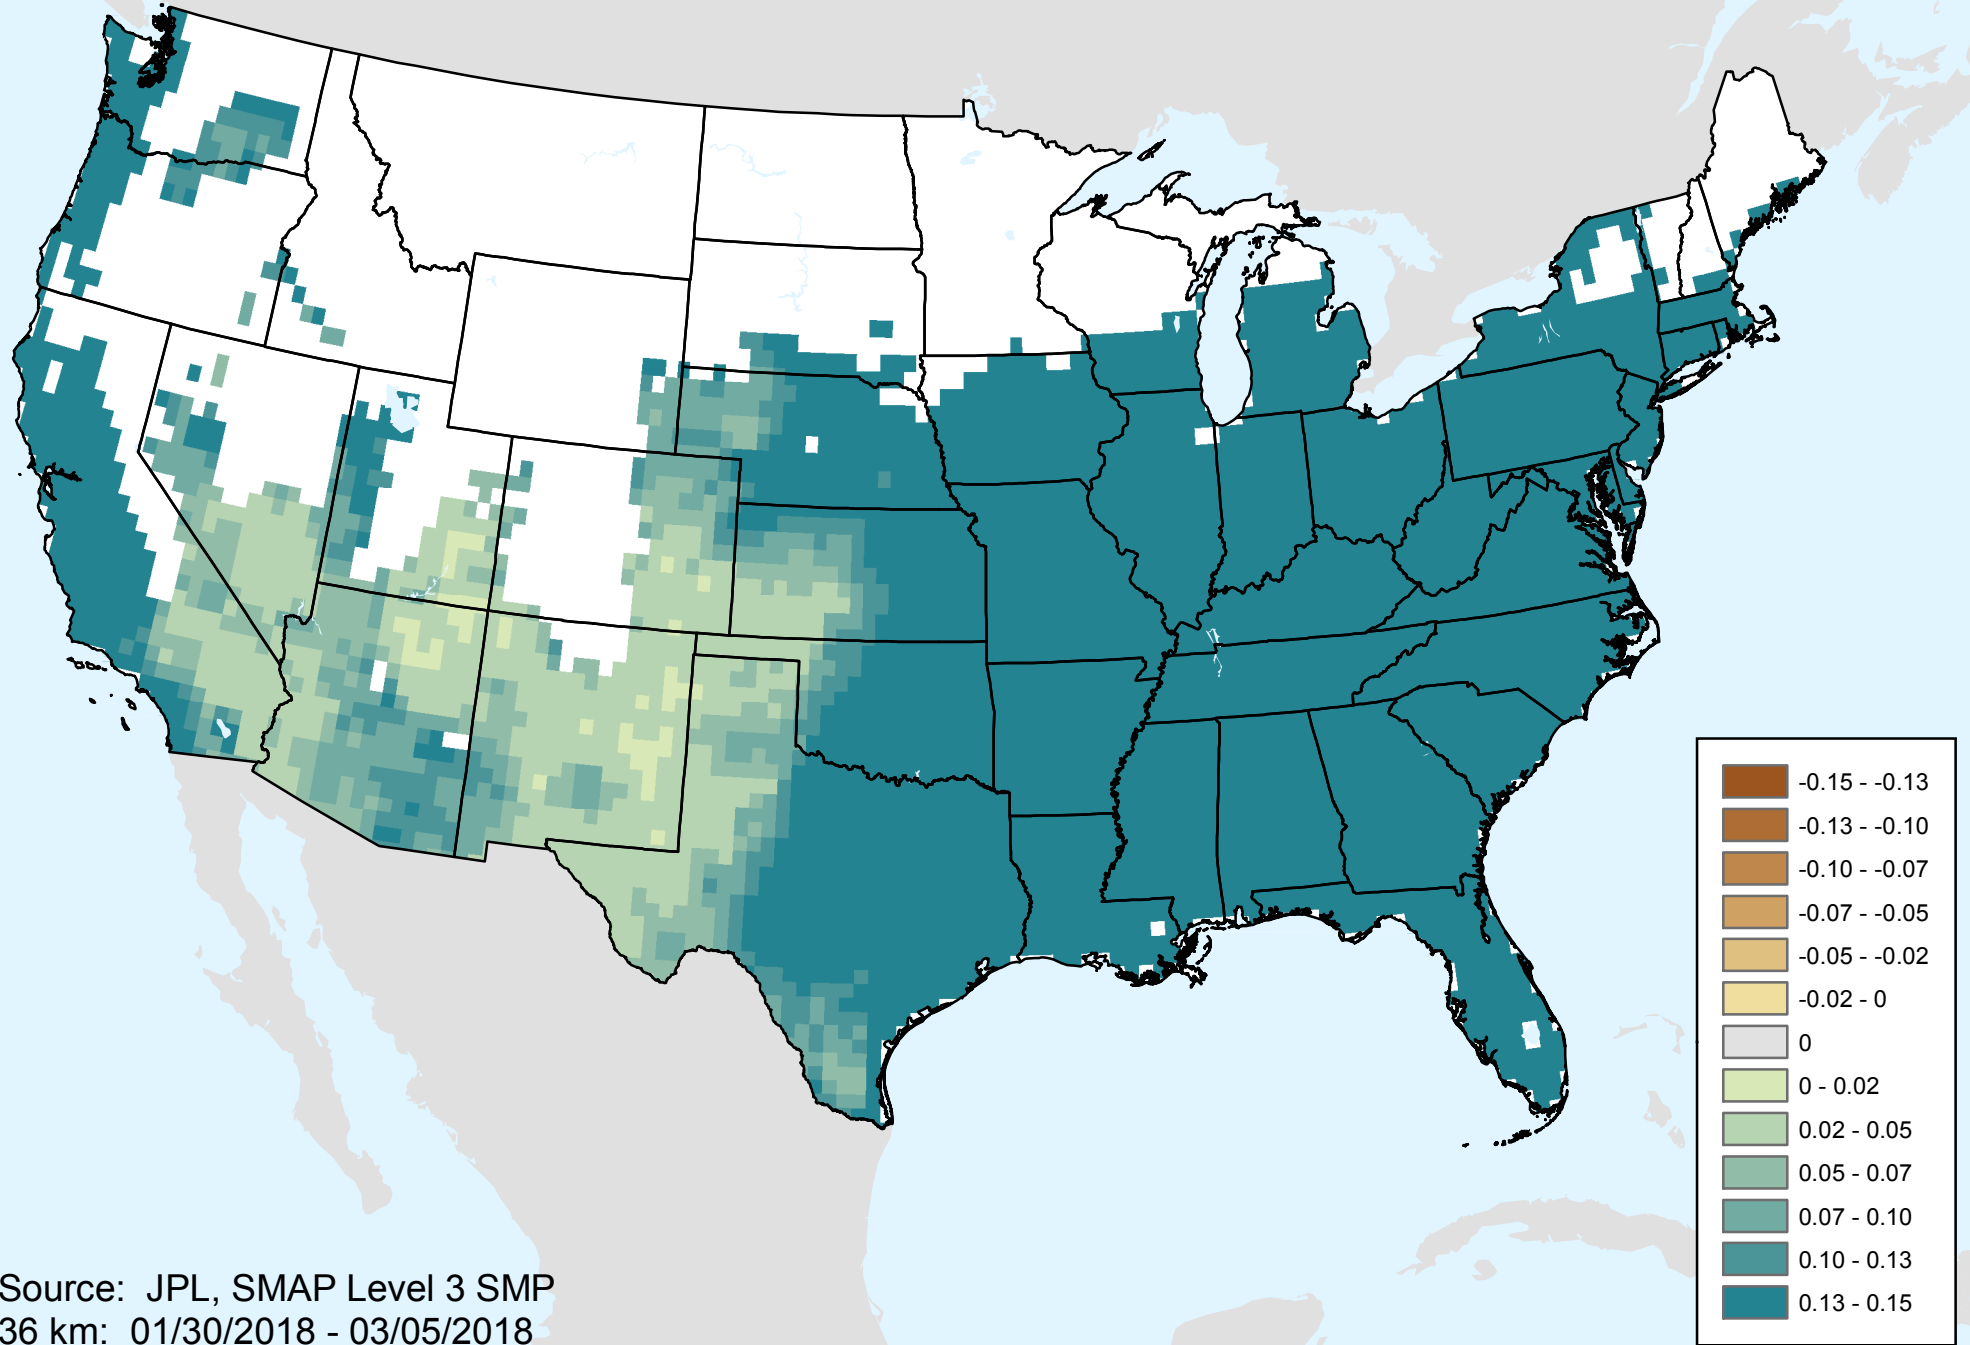 -0.15 - -0.13
-0.13 - -0.10
-0.10 - -0.07
-0.07 - -0.05
-0.05 - -0.02
-0.02 - 0
0
0 - 0.02
0.02 - 0.05
0.05 - 0.07
0.07 - 0.10
0.10 - 0.13
0.13 - 0.15
Source: JPL, SMAP Level 3 SMP
36 km: 01/30/2018 - 03/05/2018